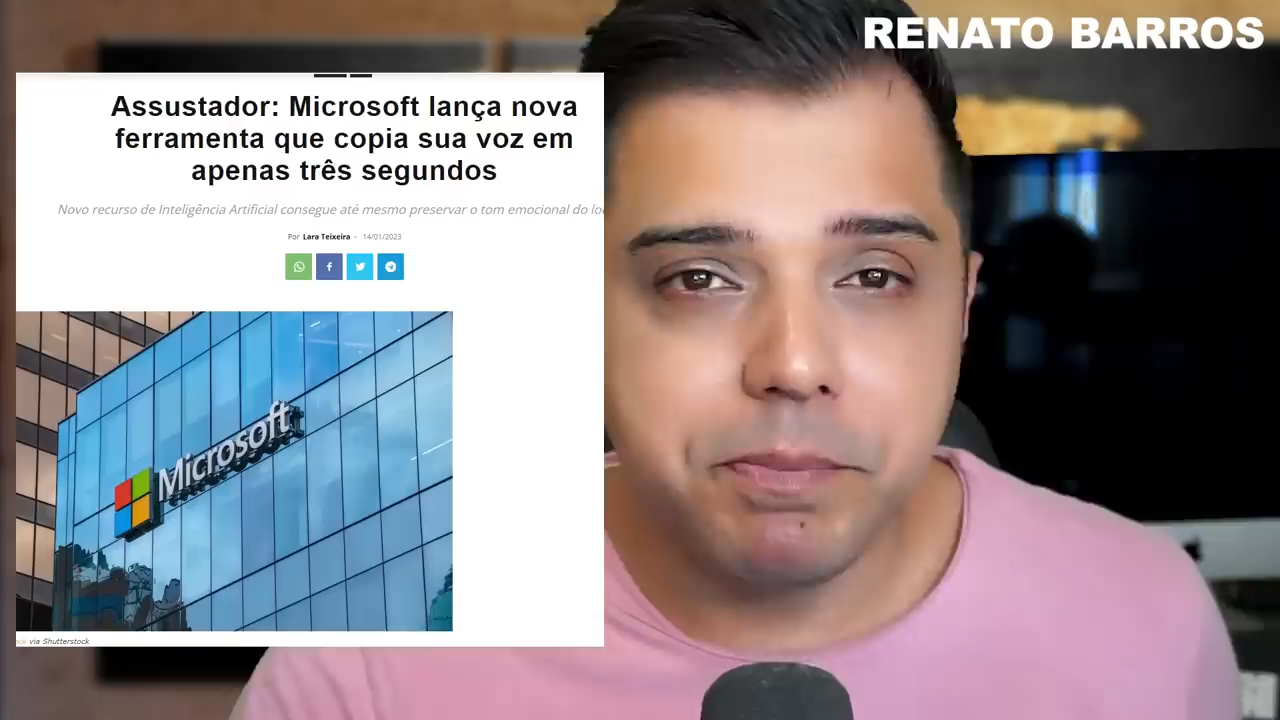 RENATO BARROS
Assustador: Microsoft lança nova
ferramenta que copia sua voz em
apenas três segundos
Novo recurso de Inteligência Artificial consegue até mesmo preservar o tom emocional do
Por Lara Teixeira - 14/01/2023
Microsoft
via Shutterstock